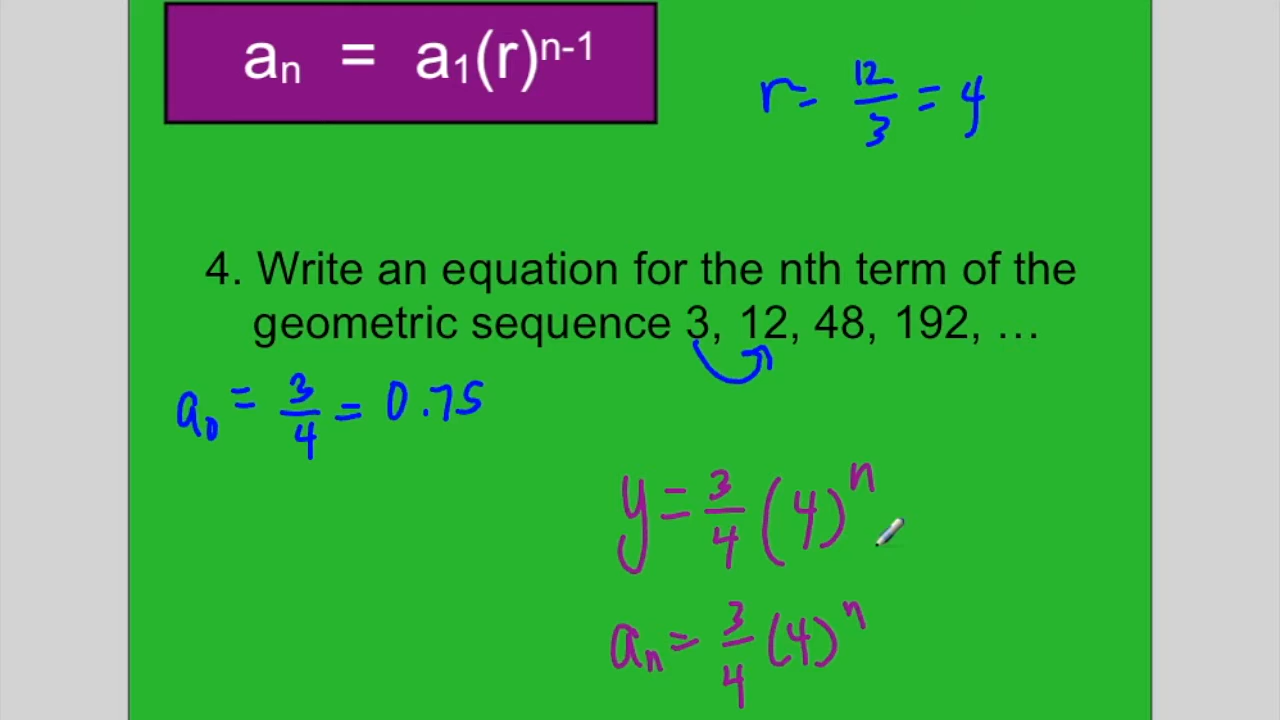 aₙ = a₁(r)ⁿ⁻¹
r = 12/3 = 4
4. Write an equation for the nth term of the
geometric sequence 3, 12, 48, 192, …
a₀ = 3/4 = 0.75
y = 3/4 (4)ⁿ
aₙ = 3/4 (4)ⁿ